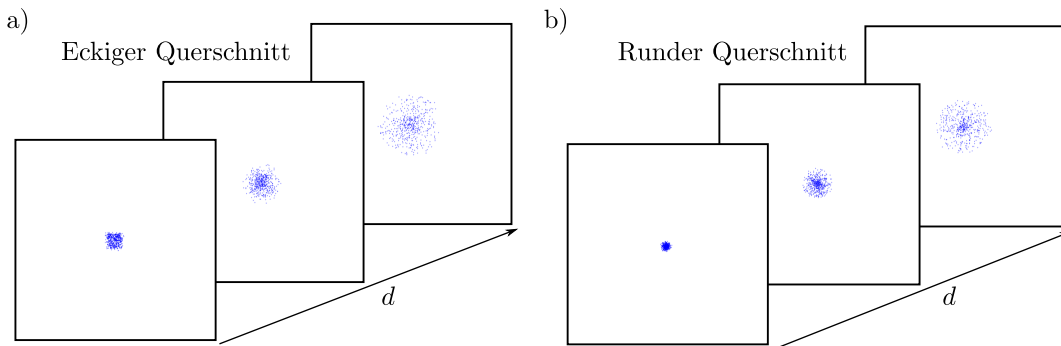 a)
Eckiger Querschnitt
d
b)
Runder Querschnitt
d